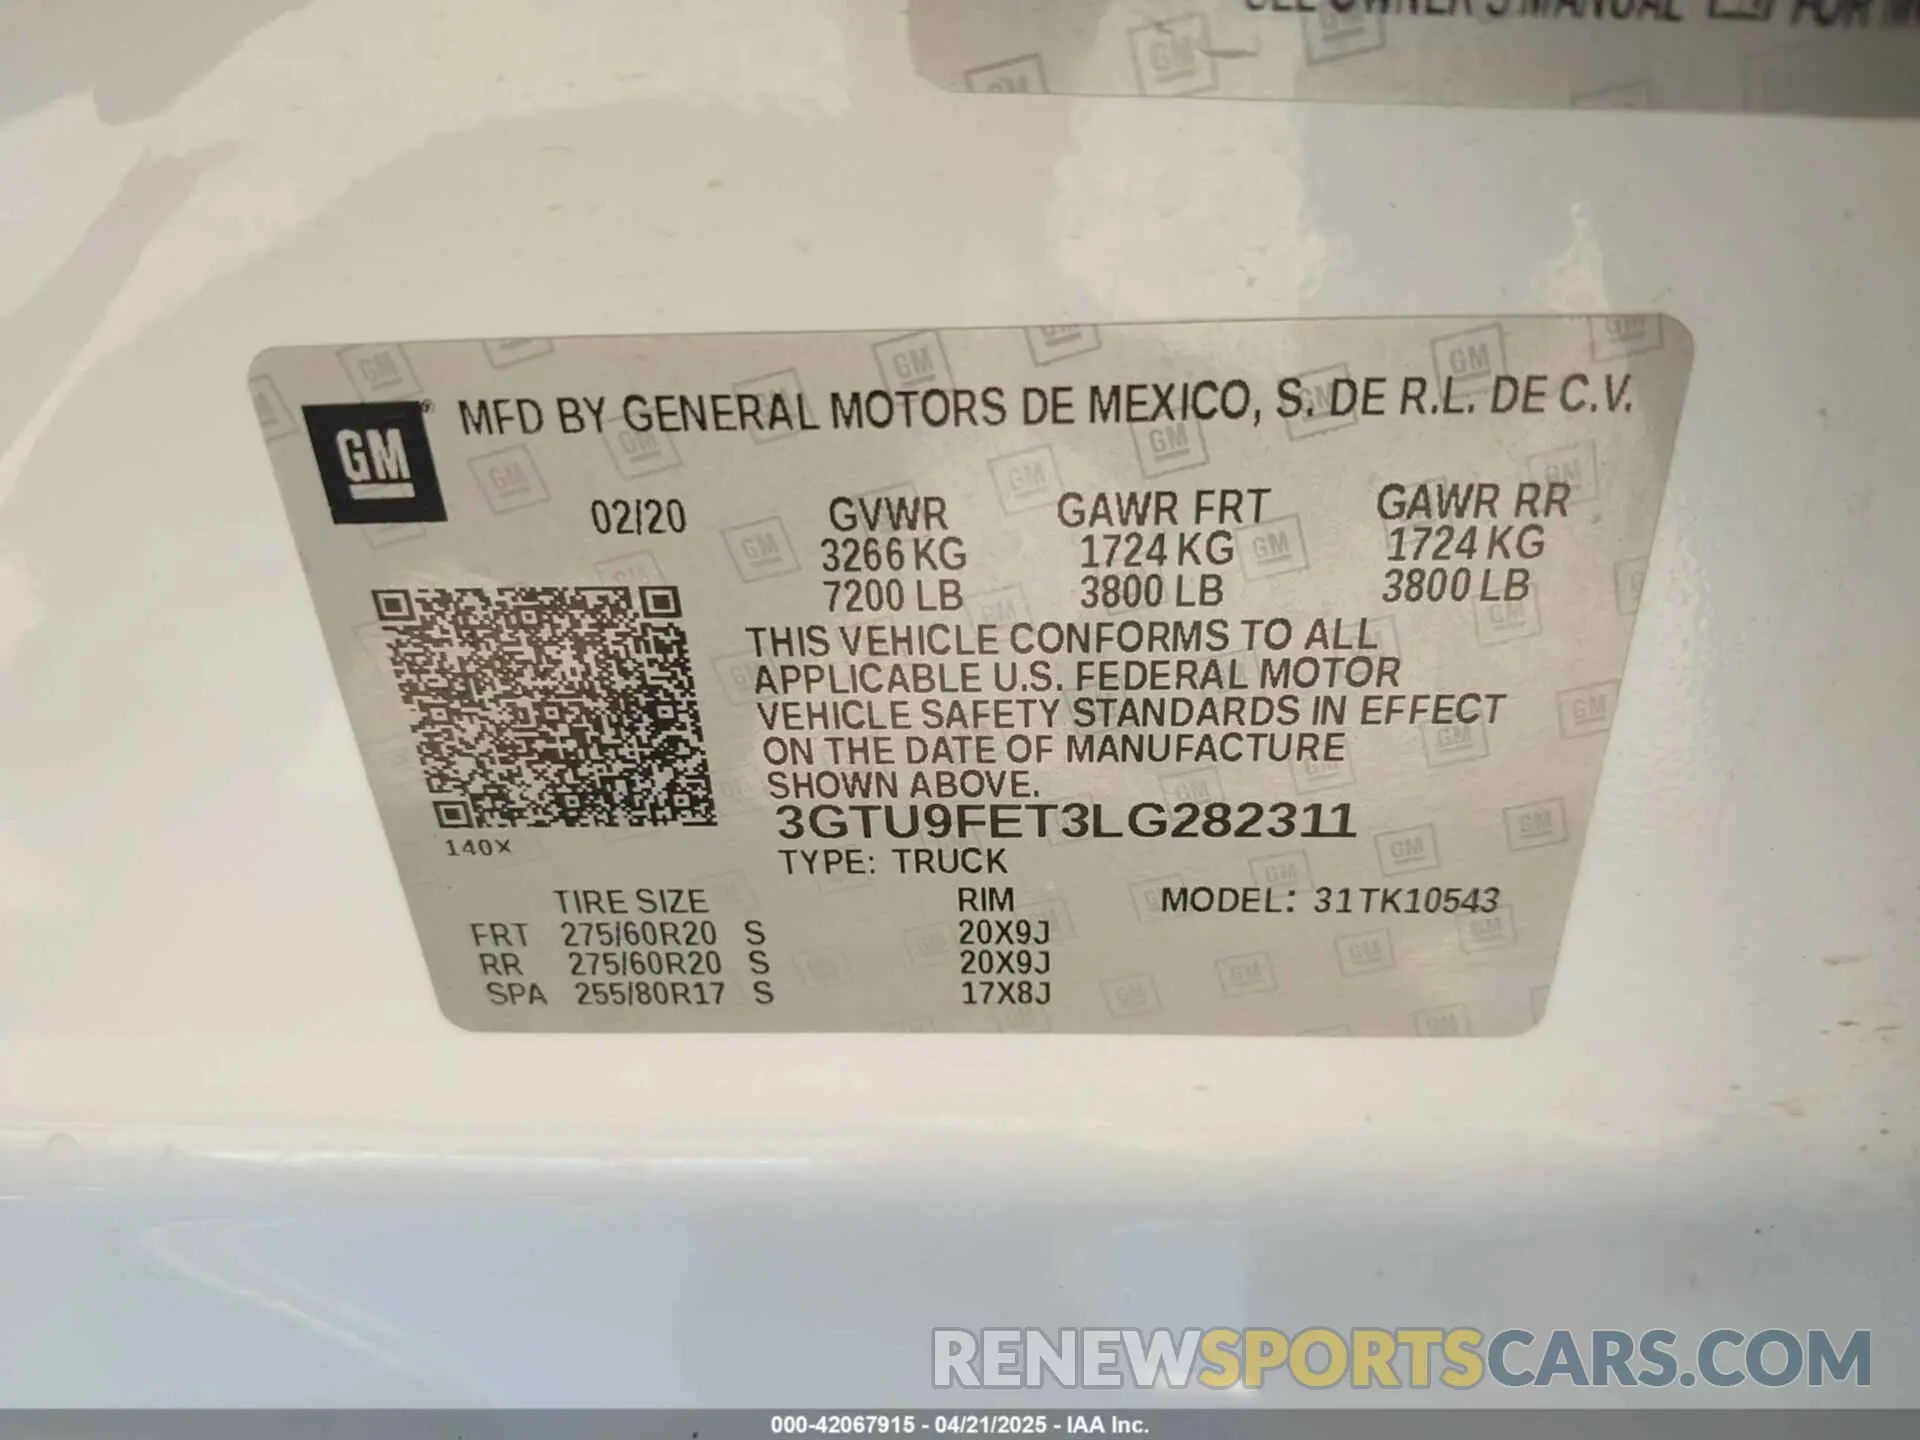 SEE OWNER'S MANUAL FOR
GM
MFD BY GENERAL MOTORS DE MEXICO, S. DE R.L. DE C.V.
02/20 GVWR GAWR FRT GAWR RR
3266 KG 1724 KG 1724 KG
7200 LB 3800 LB 3800 LB
THIS VEHICLE CONFORMS TO ALL
APPLICABLE U.S. FEDERAL MOTOR
VEHICLE SAFETY STANDARDS IN EFFECT
ON THE DATE OF MANUFACTURE
SHOWN ABOVE.
3GTU9FET3LG282311
140X
TYPE: TRUCK
TIRE SIZE RIM MODEL: 31TK10543
FRT 275/60R20 S 20X9J
RR 275/60R20 S 20X9J
SPA 255/80R17 S 17X8J
RENEWSPORTSCARS.COM
000-42067915 - 04/21/2025 - IAA Inc.